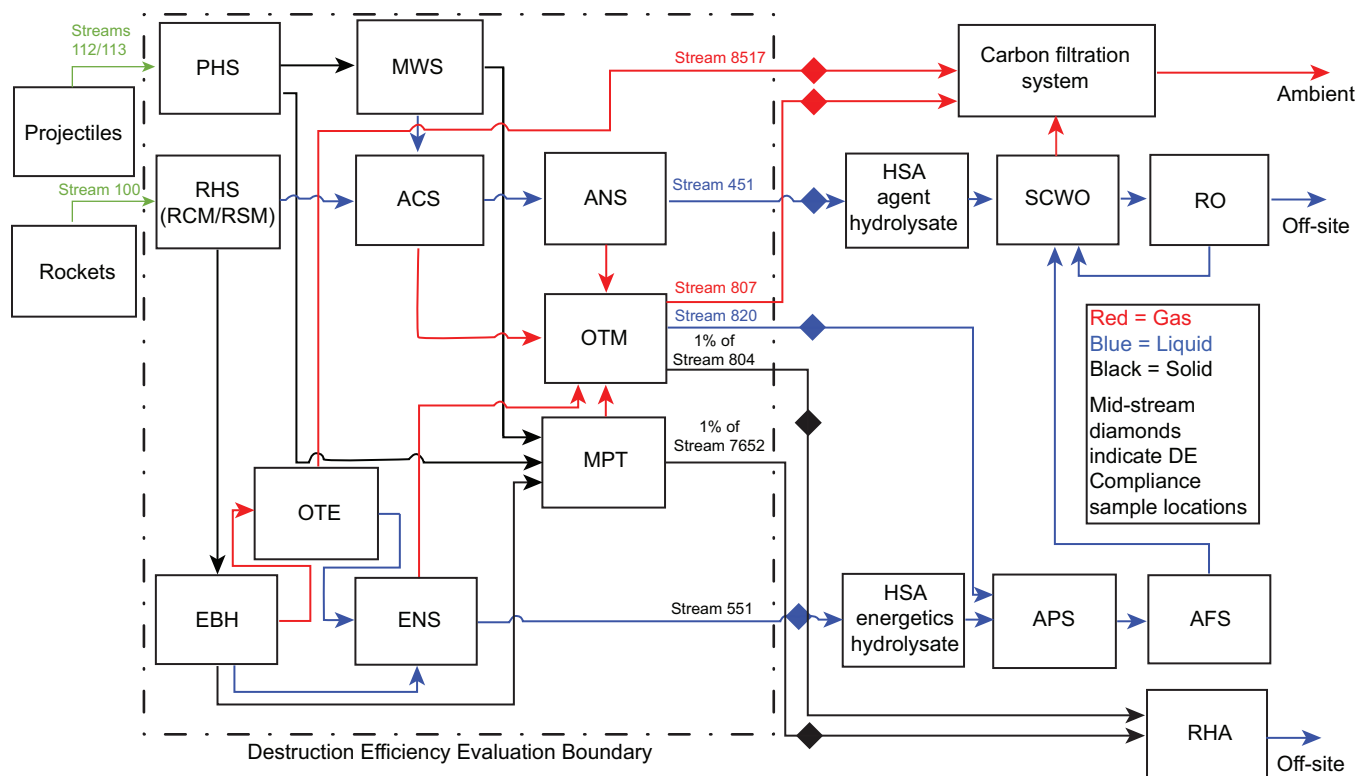 Streams
112/113
PHS
MWS
Stream 8517
Carbon filtration
system
Ambient
Projectiles
Stream 100
RHS
(RCM/RSM)
ACS
ANS
Stream 451
HSA
agent
hydrolysate
SCWO
RO
Off-site
Rockets
OTM
Stream 807
Stream 820
1% of
Stream 804
Red = Gas
Blue = Liquid
Black = Solid
Mid-stream
diamonds
indicate DE
Compliance
sample locations
MPT
1% of
Stream 7652
OTE
EBH
ENS
Stream 551
HSA
energetics
hydrolysate
APS
AFS
RHA
Off-site
Destruction Efficiency Evaluation Boundary